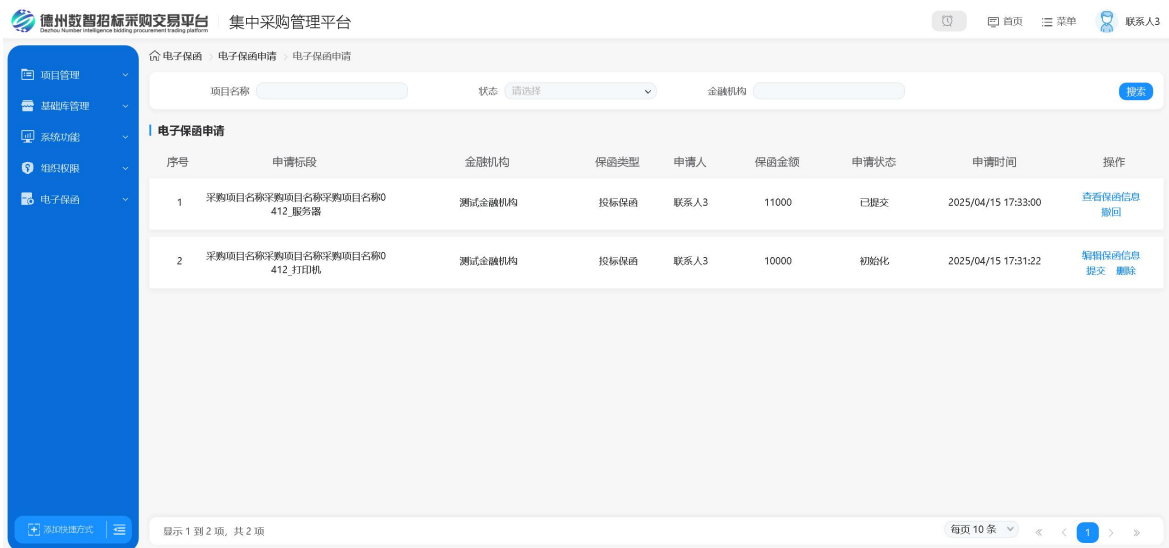 德州数智招标采购交易平台 集中采购管理平台 首页 菜单 联系人3
Dezhou Number intelligence bidding procurement trading platform
电子保函 电子保函申请 电子保函申请
项目管理
基础库管理
系统功能
组织权限
电子保函
项目名称 状态 请选择 金融机构 搜索
电子保函申请
序号 申请标段 金融机构 保函类型 申请人 保函金额 申请状态 申请时间 操作
1 采购项目名称采购项目名称采购项目名称0 测试金融机构 投标保函 联系人3 11000 已提交 2025/04/15 17:33:00 查看保函信息
412_服务器 撤回
2 采购项目名称采购项目名称采购项目名称0 测试金融机构 投标保函 联系人3 10000 初始化 2025/04/15 17:31:22 编辑保函信息
412_打印机 提交 删除
添加快捷方式
显示 1 到 2 项, 共 2 项 每页 10 条 « < 1 > »